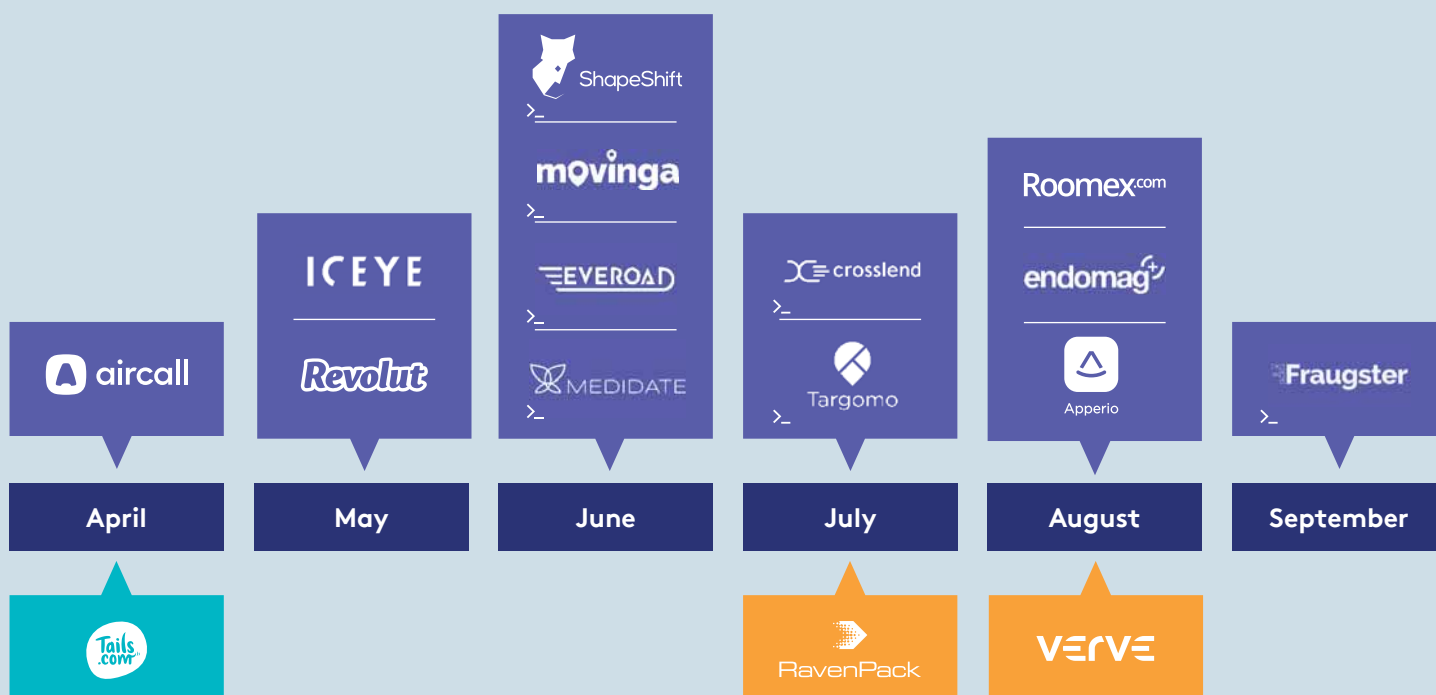 ShapeShift
>_
movinga
>_
EVEROAD
>_
MEDIDATE
>_
ICEYE
Revolut
aircall
crosslend
>_
Targomo
>_
Roomex.com
endomag+
Apperio
Fraugster
>_
April
May
June
July
August
September
Tails
.com
RavenPack
VERVE